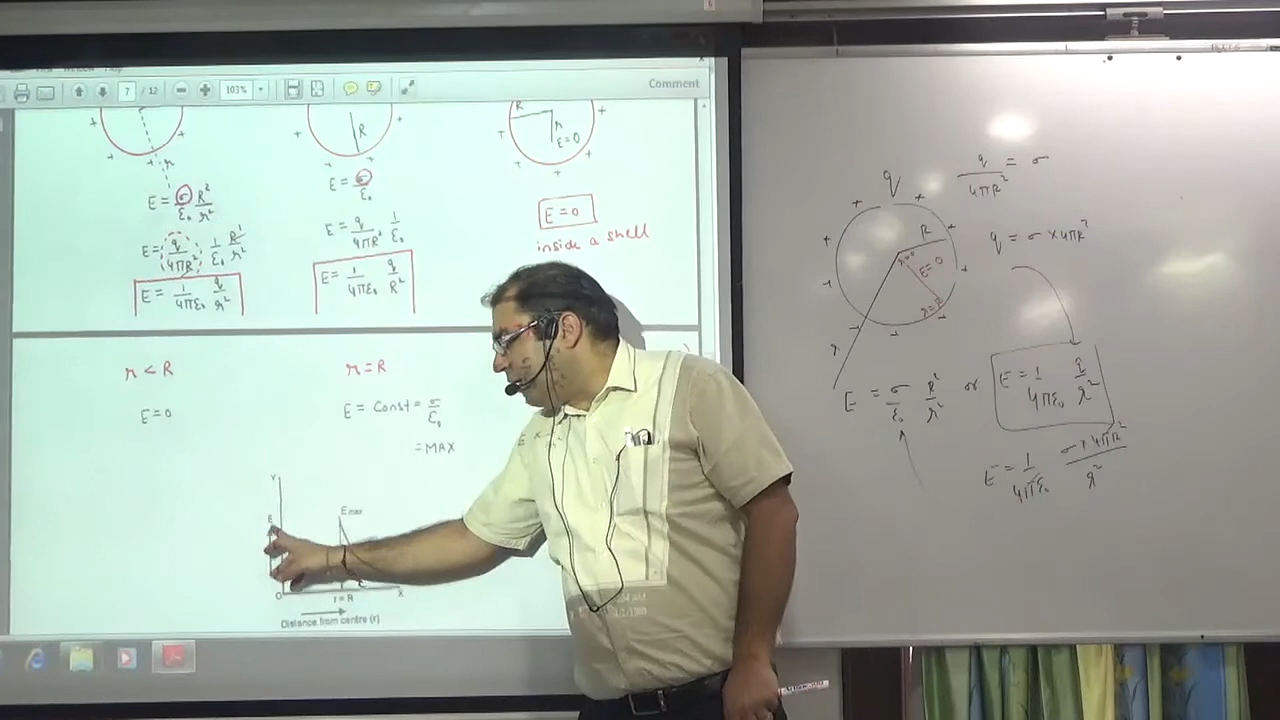 7 / 12
103%
Comment
R
r
E=0
R
r
E = σ/ε₀ R²/r²
E = q/4πR² 1/ε₀ R²/r²
E = 1/4πε₀ q/r²
E = σ/ε₀
E = q/4πR² 1/ε₀
E = 1/4πε₀ q/R²
E=0
inside a shell
r < R
E=0
r=R
E = Const = σ/ε₀
= MAX
Y
E
E max
O
r = R
X
Distance from centre (r)
q
q/4πR² = σ
R
r=0
E=0
r=R
r
q = σ × 4πR²
E = σ/ε₀ R²/r² or E = 1/4πε₀ q/r²
E = 1/4πε₀ σ × 4πR²/r²